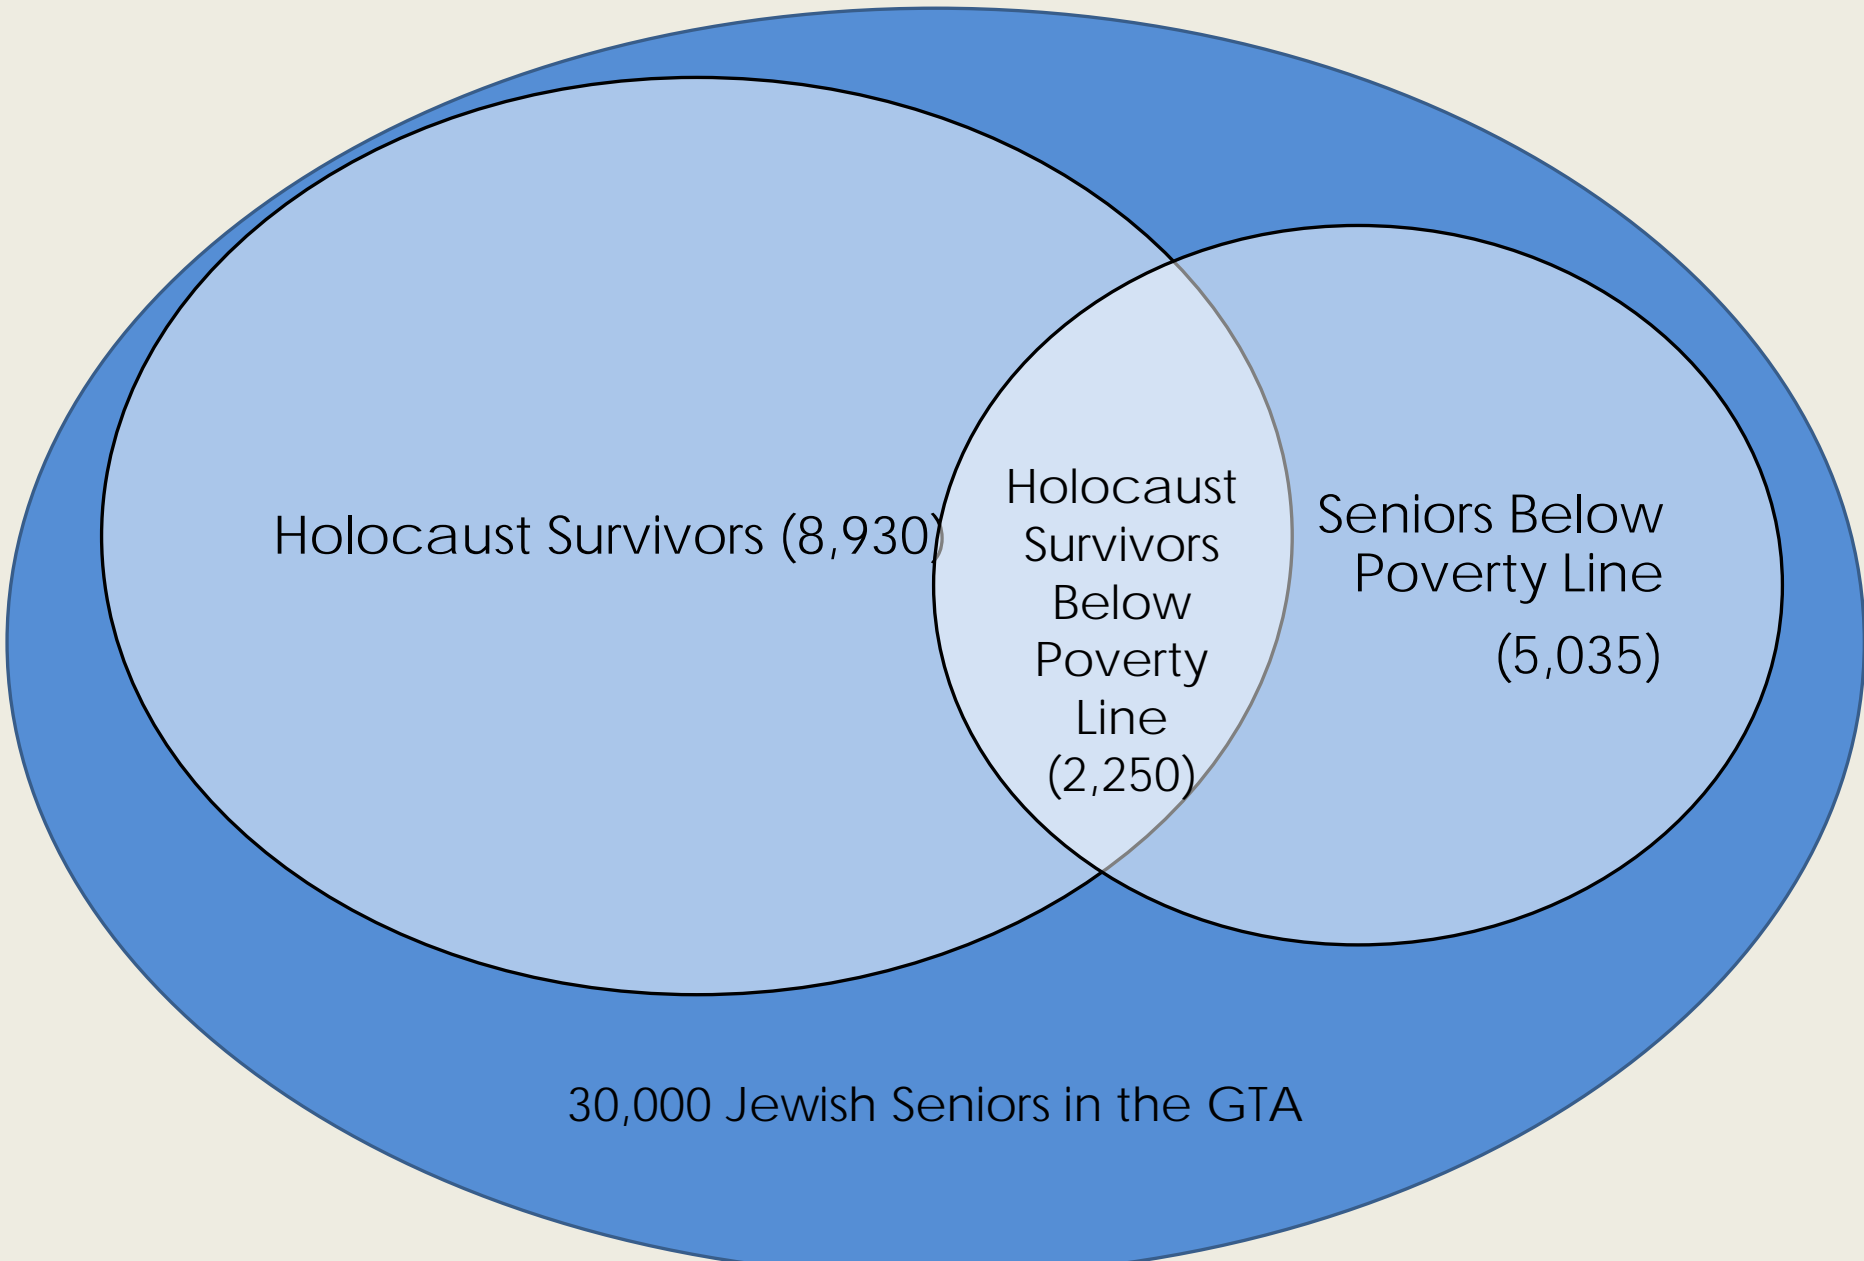 Holocaust Survivors (8,930)
Holocaust
Survivors
Below
Poverty
Line
(2,250)
Seniors Below
Poverty Line
(5,035)
30,000 Jewish Seniors in the GTA